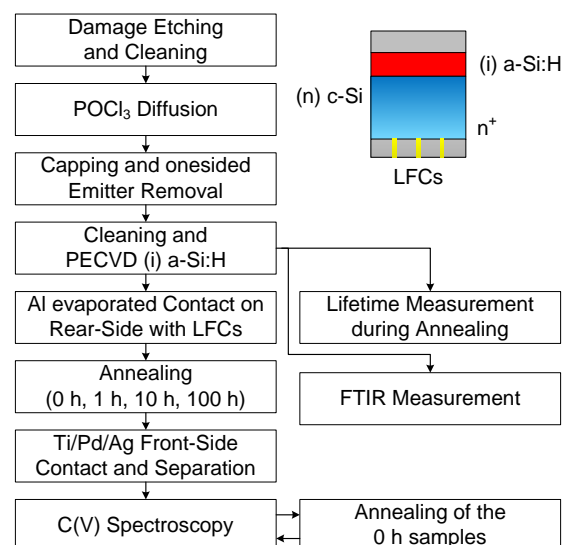 Damage Etching
and Cleaning
POCl₃ Diffusion
Capping and onesided
Emitter Removal
Cleaning and
PECVD (i) a-Si:H
Al evaporated Contact on
Rear-Side with LFCs
Annealing
(0 h, 1 h, 10 h, 100 h)
Ti/Pd/Ag Front-Side
Contact and Separation
C(V) Spectroscopy
(i) a-Si:H
(n) c-Si
n⁺
LFCs
Lifetime Measurement
during Annealing
FTIR Measurement
Annealing of the
0 h samples